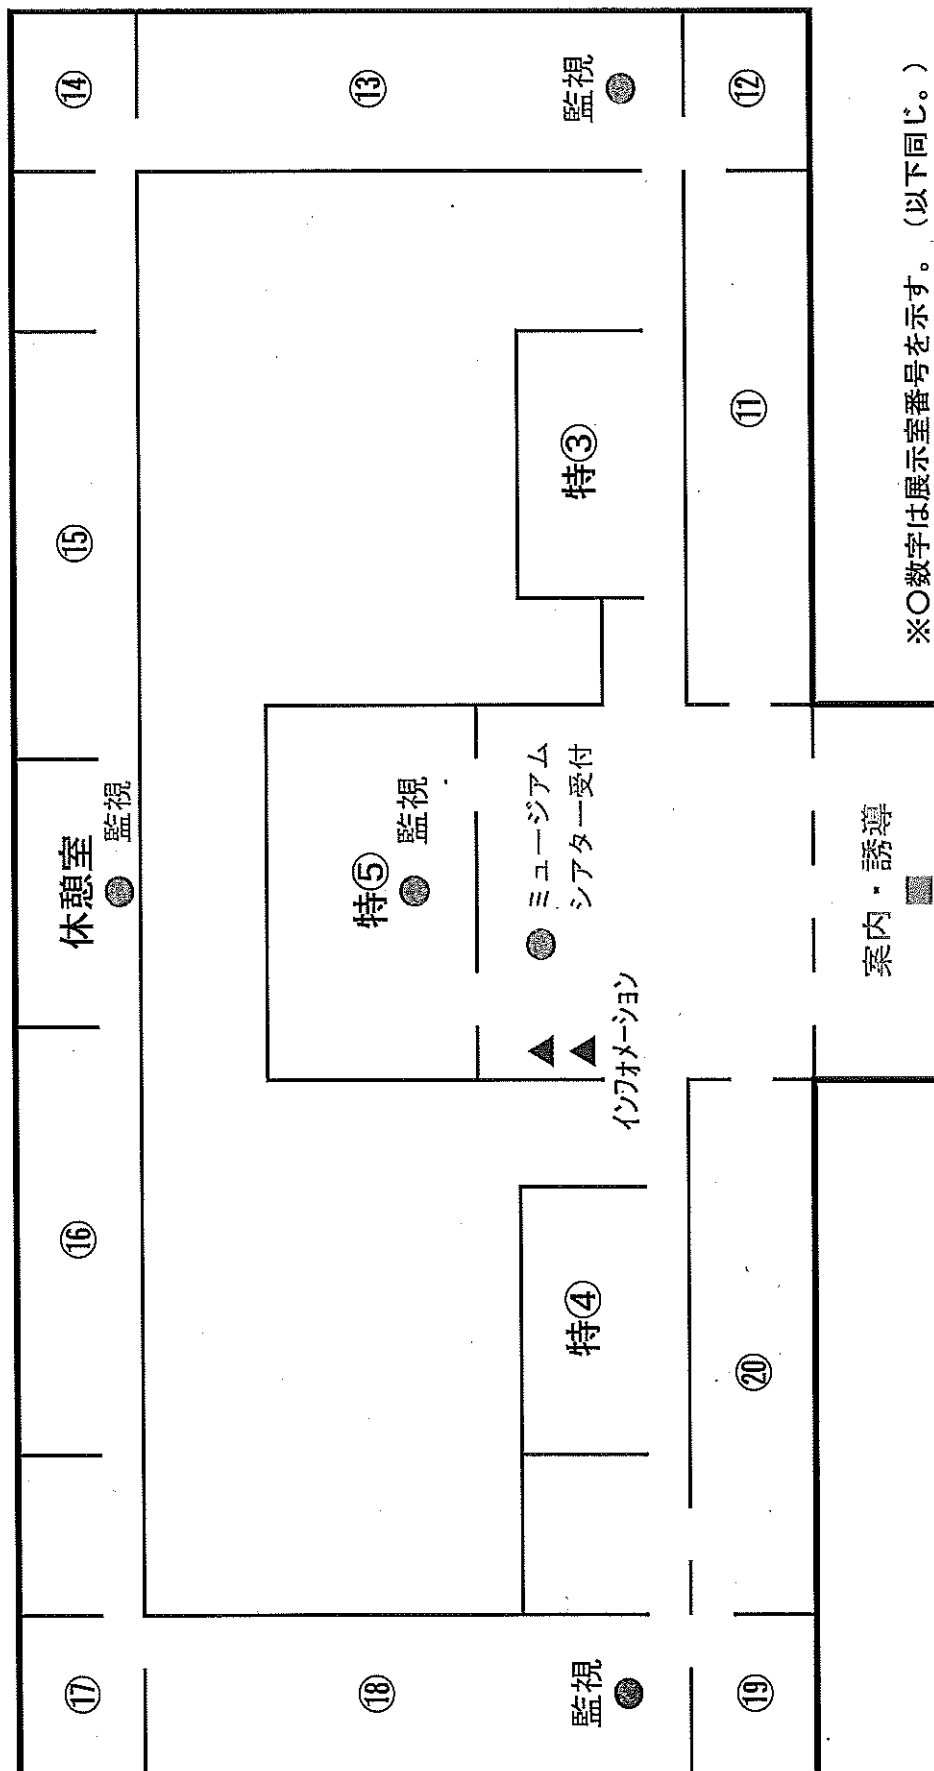 ⑰
⑯
休憩室
⑮
⑭
監視
⑱
特⑤
⑬
監視
監視
特④
ミュージアム
シアター受付
特③
監視
インフォメーション
⑲
⑳
⑪
⑫
案内・誘導
※○数字は展示室番号を示す。（以下同じ。）